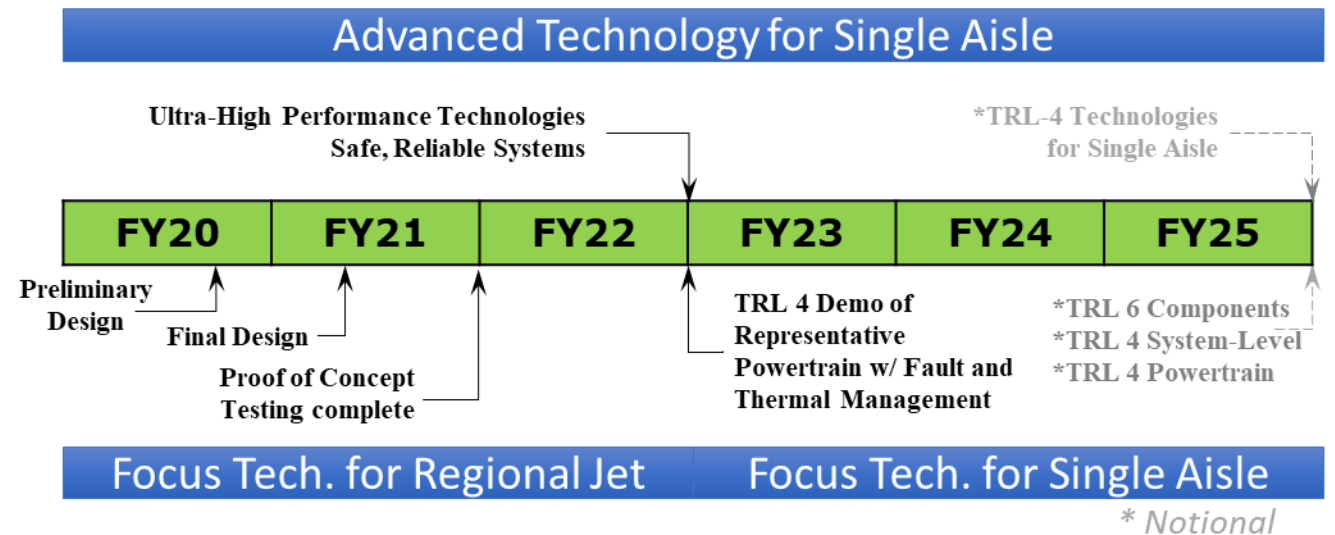 Advanced Technology for Single Aisle
Ultra-High Performance Technologies
Safe, Reliable Systems
*TRL-4 Technologies
for Single Aisle
FY20 FY21 FY22 FY23 FY24 FY25
Preliminary
Design
Final Design
Proof of Concept
Testing complete
TRL 4 Demo of
Representative
Powertrain w/ Fault and
Thermal Management
*TRL 6 Components
*TRL 4 System-Level
*TRL 4 Powertrain
Focus Tech. for Regional Jet
Focus Tech. for Single Aisle
* Notional